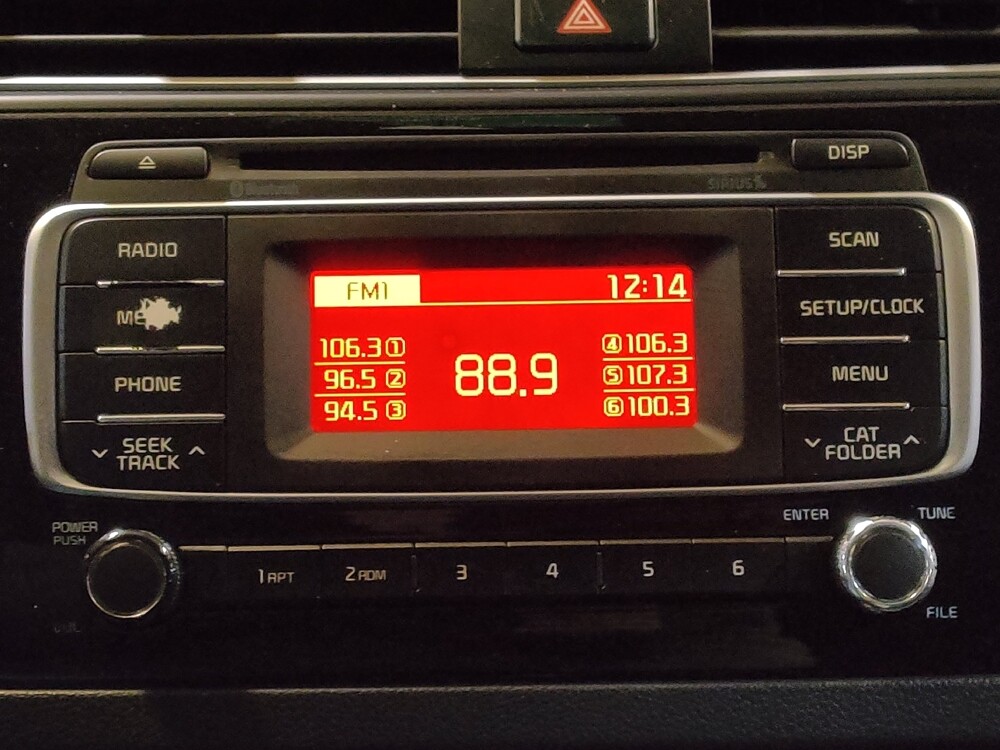 DISP
Bluetooth
SIRIUS
RADIO
SCAN
SETUP/CLOCK
PHONE
MENU
SEEK
TRACK
CAT
FOLDER
FM1 12:14
106.3 1
96.5 2
94.5 3
88.9
4 106.3
5 107.3
6 100.3
POWER
PUSH
VOL
1 RPT
2 RDM
3
4
5
6
ENTER
TUNE
FILE